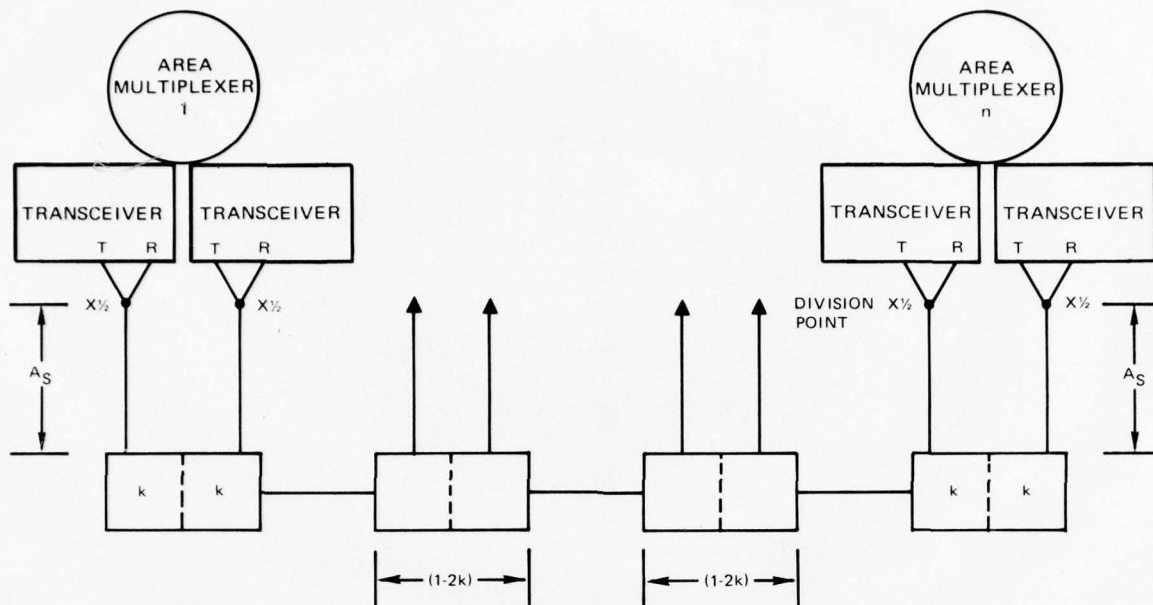 AREA
MULTIPLEXER
1
AREA
MULTIPLEXER
n
TRANSCEIVER
T R
TRANSCEIVER
T R
TRANSCEIVER
T R
TRANSCEIVER
T R
X½
X½
DIVISION
POINT
X½
X½
A_S
A_S
k
k
k
k
(1-2k)
(1-2k)